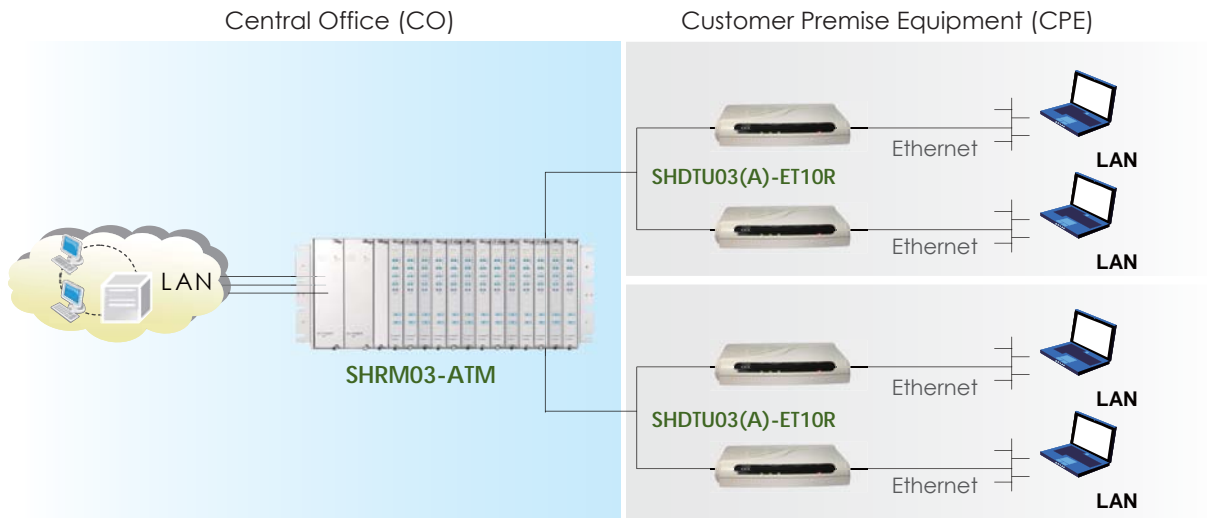 Central Office (CO)
Customer Premise Equipment (CPE)
Ethernet
LAN
SHDTU03(A)-ET10R
Ethernet
LAN
LAN
SHRM03-ATM
Ethernet
LAN
SHDTU03(A)-ET10R
Ethernet
LAN